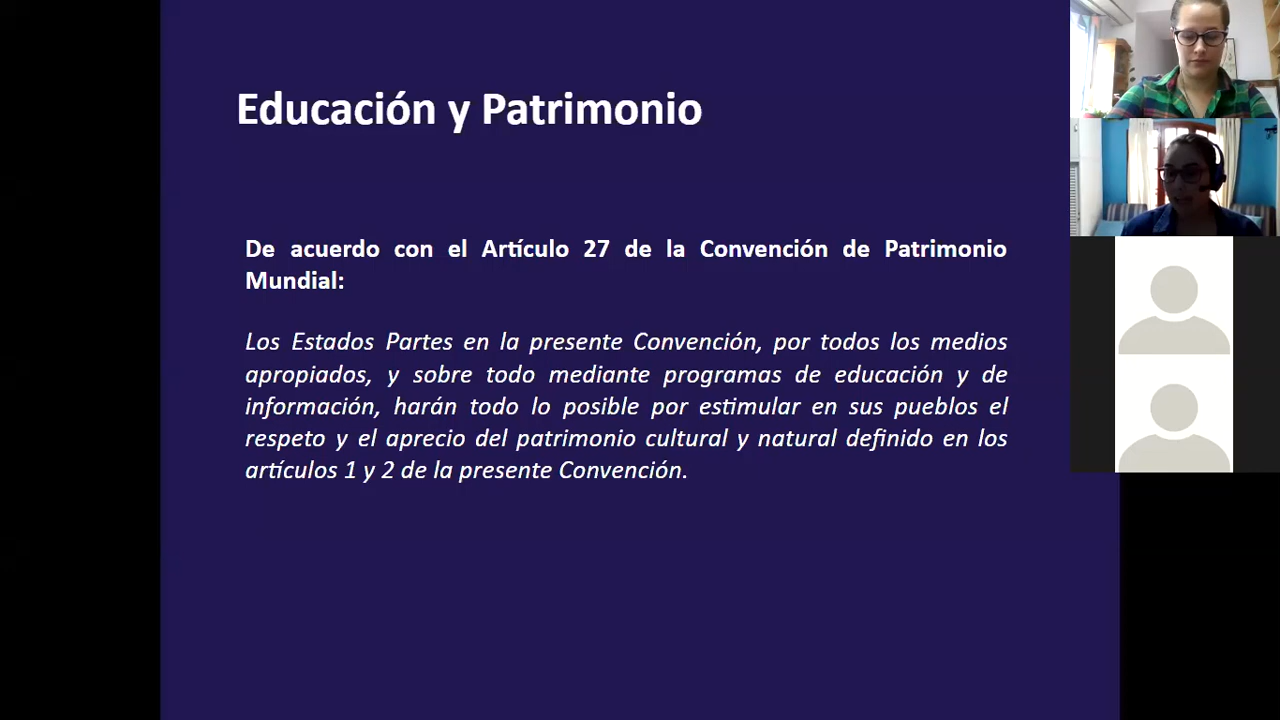 Educación y Patrimonio
De acuerdo con el Artículo 27 de la Convención de Patrimonio
Mundial:
Los Estados Partes en la presente Convención, por todos los medios
apropiados, y sobre todo mediante programas de educación y de
información, harán todo lo posible por estimular en sus pueblos el
respeto y el aprecio del patrimonio cultural y natural definido en los
artículos 1 y 2 de la presente Convención.